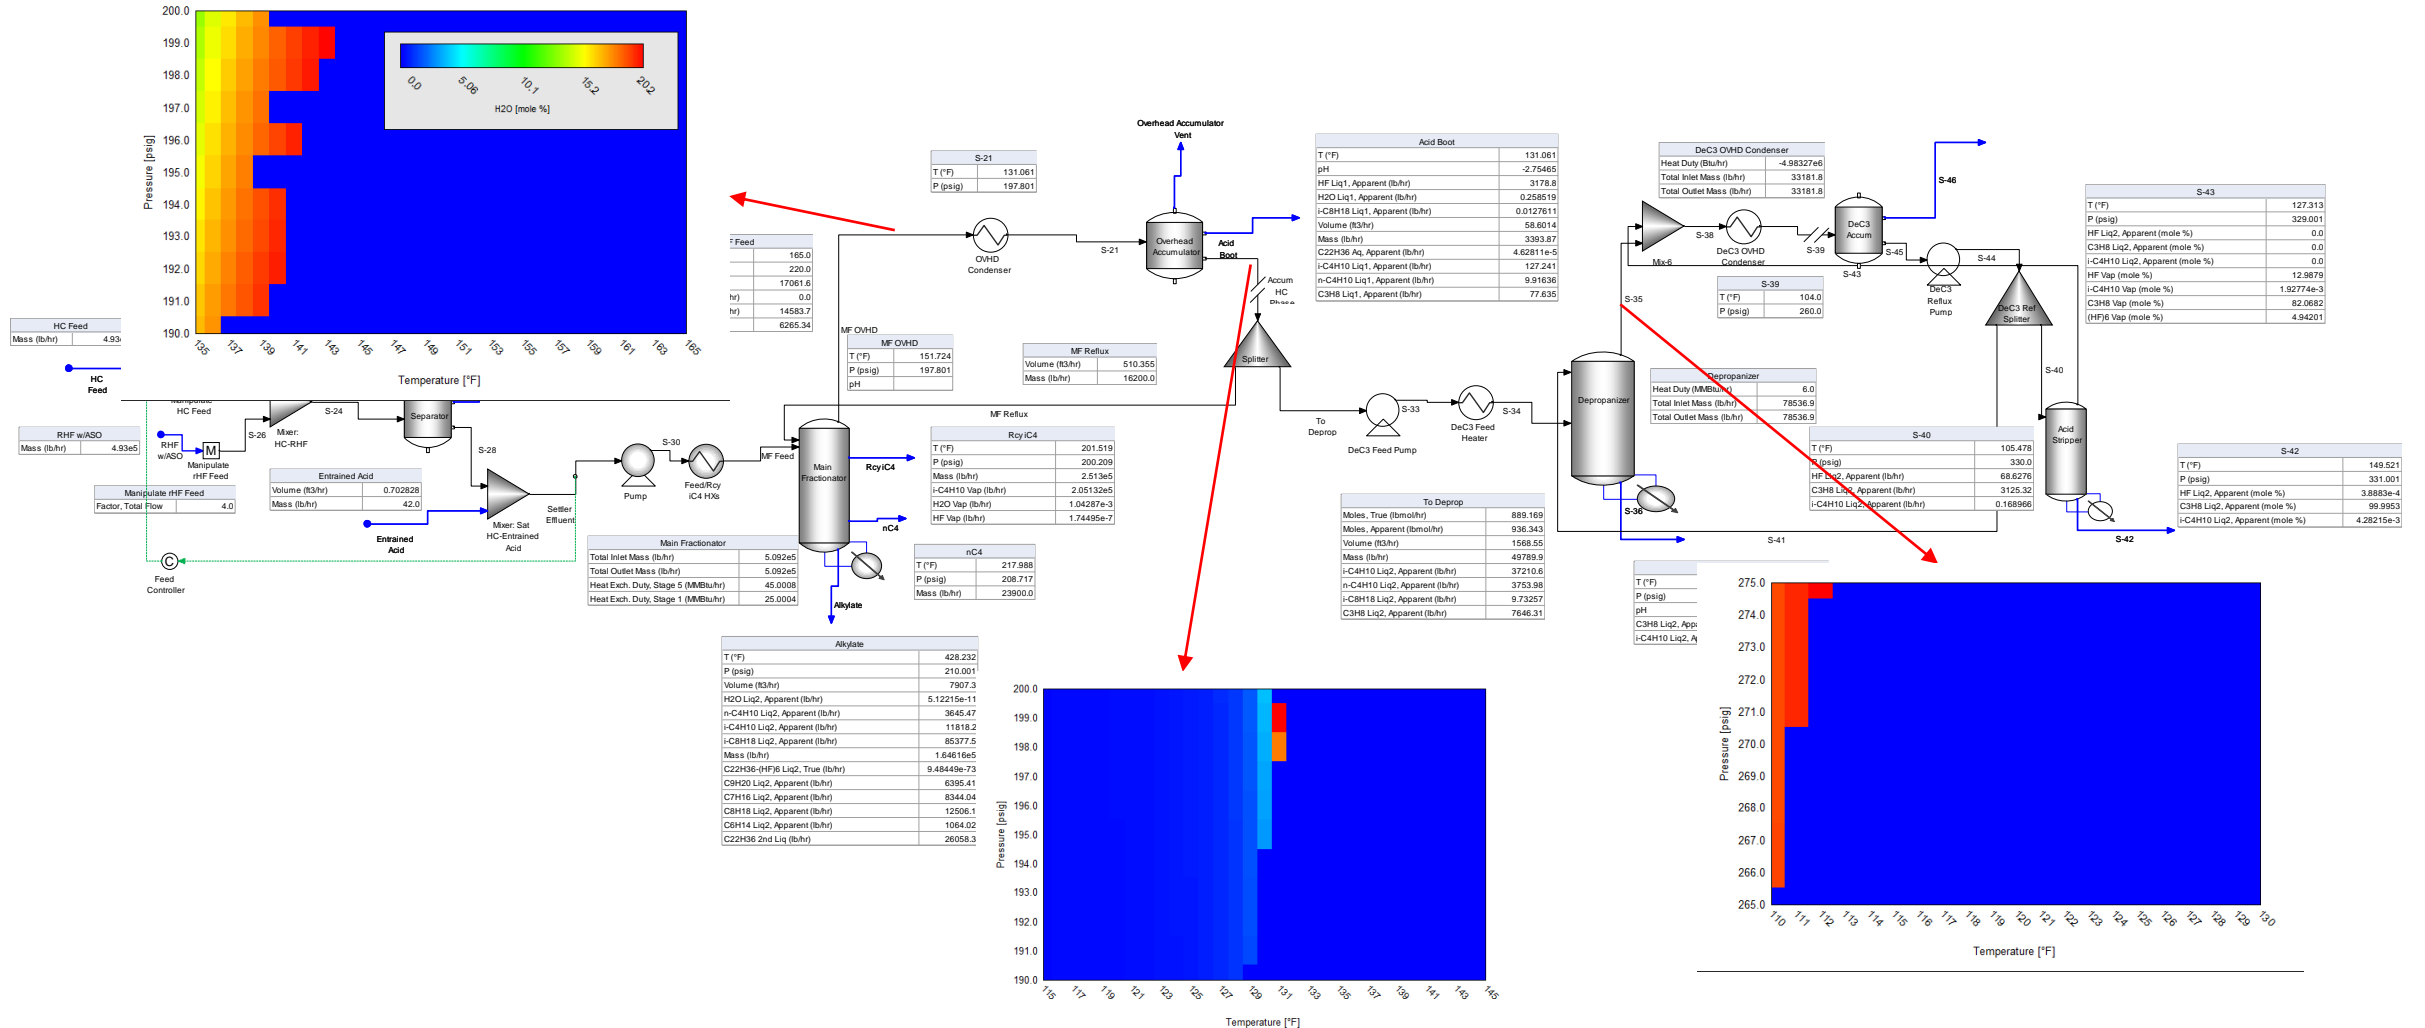 200.0
199.0
198.0
197.0
196.0
195.0
194.0
193.0
192.0
191.0
190.0
Pressure [psig]
135 137 139 141 143 145 147 149 151 153 155 157 159 161 163 165
Temperature [°F]
0.0 5.06 10.1 15.2 20.2
H2O [mole %]
HC Feed
Mass (lb/hr) 4.93
HC
Feed
Manipulate
HC Feed
S-24
Mixer:
HC-RHF
Separator
RHF w/ASO
Mass (lb/hr) 4.93e5
RHF
w/ASO
M
S-26
Manipulate
rHF Feed
Manipulate rHF Feed
Factor, Total Flow 4.0
S-28
Entrained Acid
Volume (ft3/hr) 0.702828
Mass (lb/hr) 42.0
Entrained
Acid
Mixer: Sat
HC-Entrained
Acid
Settler
Effluent
C
Feed
Controller
S-30
Pump
Feed/Rcy
iC4 HXs
MF Feed
F Feed
165.0
220.0
17061.6
hr) 0.0
hr) 14583.7
6265.34
Main
Fractionator
Main Fractionator
Total Inlet Mass (lb/hr) 5.092e5
Total Outlet Mass (lb/hr) 5.092e5
Heat Exch. Duty, Stage 5 (MMBtu/hr) 45.0008
Heat Exch. Duty, Stage 1 (MMBtu/hr) 25.0004
MF OVHD
MF OVHD
T (°F) 151.724
P (psig) 197.801
pH
S-21
T (°F) 131.061
P (psig) 197.801
OVHD
Condenser
S-21
Overhead Accumulator
Vent
Overhead
Accumulator
Acid
Boot
Accum
HC
Phase
Splitter
MF Reflux
Volume (ft3/hr) 510.355
Mass (lb/hr) 16200.0
MF Reflux
Acid Boot
T (°F) 131.061
pH -2.75465
HF Liq1, Apparent (lb/hr) 3178.8
H2O Liq1, Apparent (lb/hr) 0.258519
i-C8H18 Liq1, Apparent (lb/hr) 0.0127611
Volume (ft3/hr) 58.6014
Mass (lb/hr) 3393.87
C22H36 Aq, Apparent (lb/hr) 4.62811e-5
i-C4H10 Liq1, Apparent (lb/hr) 127.241
n-C4H10 Liq1, Apparent (lb/hr) 9.91636
C3H8 Liq1, Apparent (lb/hr) 77.635
Rcy iC4
T (°F) 201.519
P (psig) 200.209
Mass (lb/hr) 2.513e5
i-C4H10 Vap (lb/hr) 2.05132e5
H2O Vap (lb/hr) 1.04287e-3
HF Vap (lb/hr) 1.74495e-7
RcyiC4
nC4
nC4
T (°F) 217.988
P (psig) 208.717
Mass (lb/hr) 23900.0
Alkylate
Alkylate
T (°F) 428.232
P (psig) 210.001
Volume (ft3/hr) 7907.3
H2O Liq2, Apparent (lb/hr) 5.12215e-11
n-C4H10 Liq2, Apparent (lb/hr) 3645.47
i-C4H10 Liq2, Apparent (lb/hr) 11818.2
i-C8H18 Liq2, Apparent (lb/hr) 85377.5
Mass (lb/hr) 1.64616e5
C22H36-(HF)6 Liq2, True (lb/hr) 9.48449e-73
C9H20 Liq2, Apparent (lb/hr) 6395.41
C7H16 Liq2, Apparent (lb/hr) 8344.04
C8H18 Liq2, Apparent (lb/hr) 12506.1
C6H14 Liq2, Apparent (lb/hr) 1064.02
C22H36 2nd Liq (lb/hr) 26058.3
To
Deprop
DeC3 Feed Pump
S-33
DeC3 Feed
Heater
S-34
To Deprop
Moles, True (lbmol/hr) 889.169
Moles, Apparent (lbmol/hr) 936.343
Volume (ft3/hr) 1568.55
Mass (lb/hr) 49789.9
i-C4H10 Liq2, Apparent (lb/hr) 37210.6
n-C4H10 Liq2, Apparent (lb/hr) 3753.98
i-C8H18 Liq2, Apparent (lb/hr) 9.73257
C3H8 Liq2, Apparent (lb/hr) 7646.31
Depropanizer
S-35
S-36
Depropanizer
Heat Duty (MMBtu/hr) 6.0
Total Inlet Mass (lb/hr) 78536.9
Total Outlet Mass (lb/hr) 78536.9
DeC3 OVHD Condenser
Heat Duty (Btu/hr) -4.98327e6
Total Inlet Mass (lb/hr) 33181.8
Total Outlet Mass (lb/hr) 33181.8
Mix-6
S-38
DeC3 OVHD
Condenser
S-39
S-39
T (°F) 104.0
P (psig) 260.0
DeC3
Accum
S-43
S-45
S-46
S-44
DeC3
Reflux
Pump
DeC3 Ref
Splitter
S-40
S-41
Acid
Stripper
S-42
S-43
T (°F) 127.313
P (psig) 329.001
HF Liq2, Apparent (mole %) 0.0
C3H8 Liq2, Apparent (mole %) 0.0
i-C4H10 Liq2, Apparent (mole %) 0.0
HF Vap (mole %) 12.9879
i-C4H10 Vap (mole %) 1.92774e-3
C3H8 Vap (mole %) 82.0682
(HF)6 Vap (mole %) 4.94201
S-40
T (°F) 105.478
P (psig) 330.0
HF Liq2, Apparent (lb/hr) 68.6276
C3H8 Liq2, Apparent (lb/hr) 3125.32
i-C4H10 Liq2, Apparent (lb/hr) 0.168966
S-42
T (°F) 149.521
P (psig) 331.001
HF Liq2, Apparent (mole %) 3.8883e-4
C3H8 Liq2, Apparent (mole %) 99.9953
i-C4H10 Liq2, Apparent (mole %) 4.28215e-3
T (°F)
P (psig)
pH
C3H8 Liq2, Appa
i-C4H10 Liq2, A
200.0
199.0
198.0
197.0
196.0
195.0
194.0
193.0
192.0
191.0
190.0
Pressure [psig]
115 117 119 121 123 125 127 129 131 133 135 137 139 141 143 145
Temperature [°F]
275.0
274.0
273.0
272.0
271.0
270.0
269.0
268.0
267.0
266.0
265.0
Pressure [psig]
110 111 112 113 114 115 116 117 118 119 120 121 122 123 124 125 126 127 128 129 130
Temperature [°F]